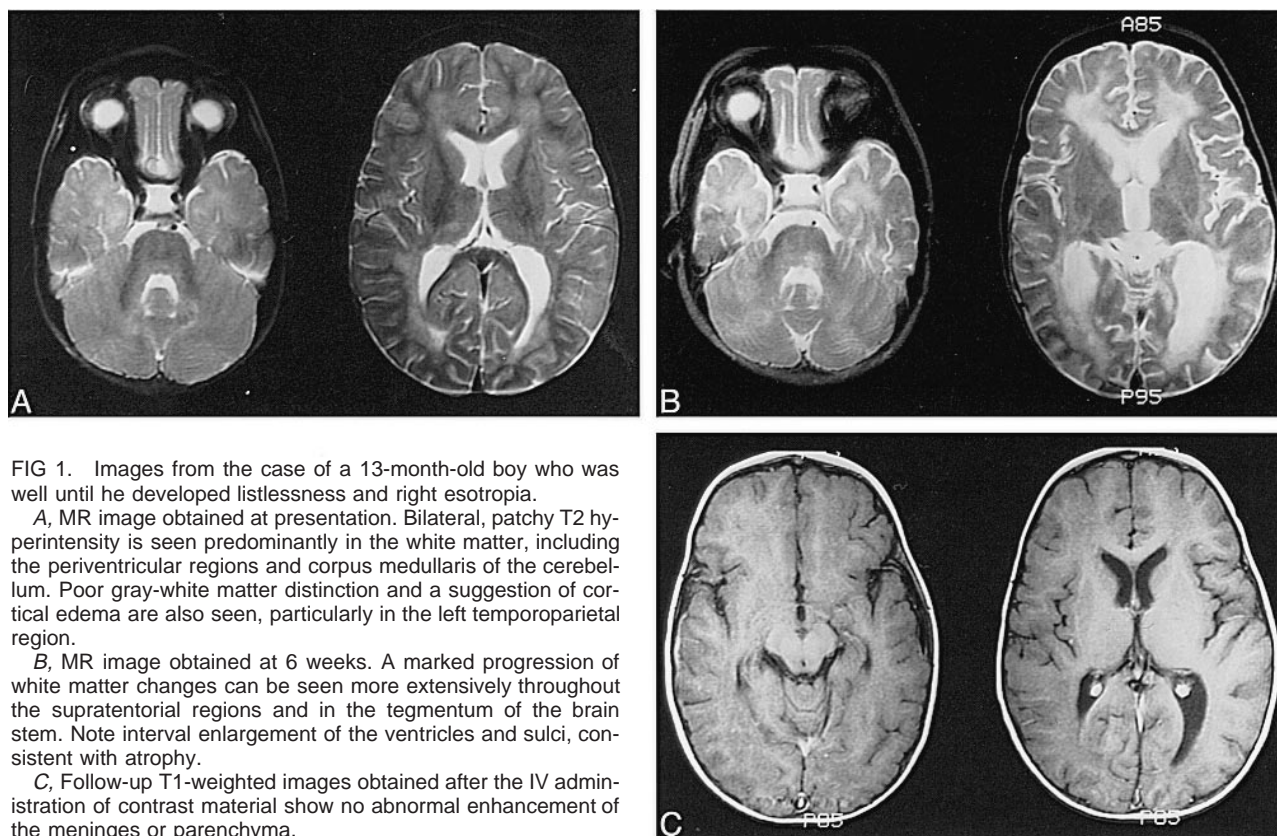 A
B
A85
P95
FIG 1. Images from the case of a 13-month-old boy who was
well until he developed listlessness and right esotropia.
A, MR image obtained at presentation. Bilateral, patchy T2 hy-
perintensity is seen predominantly in the white matter, including
the periventricular regions and corpus medullaris of the cerebel-
lum. Poor gray-white matter distinction and a suggestion of cor-
tical edema are also seen, particularly in the left temporoparietal
region.
B, MR image obtained at 6 weeks. A marked progression of
white matter changes can be seen more extensively throughout
the supratentorial regions and in the tegmentum of the brain
stem. Note interval enlargement of the ventricles and sulci, con-
sistent with atrophy.
C, Follow-up T1-weighted images obtained after the IV admin-
istration of contrast material show no abnormal enhancement of
the meninges or parenchyma.
C
P85
P85